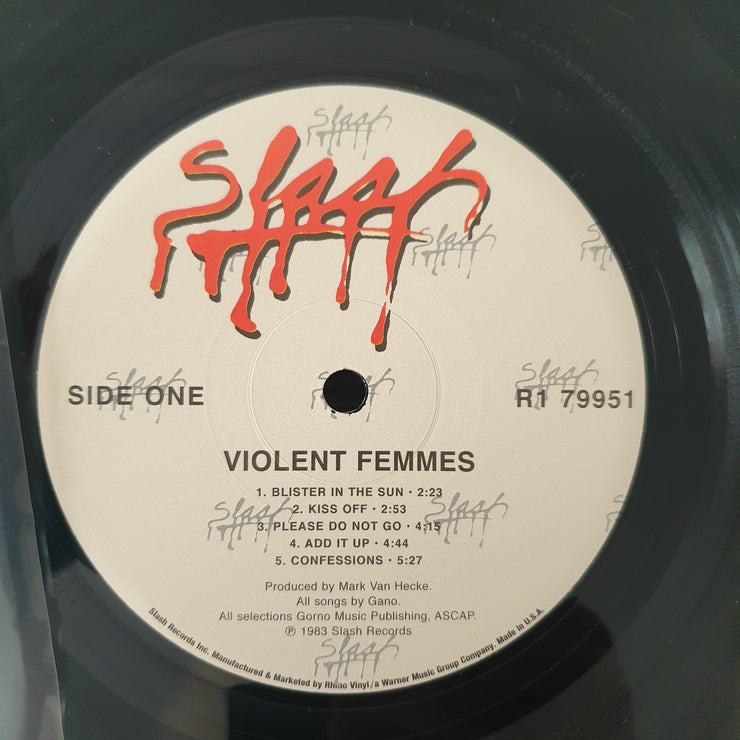 Slash
SIDE ONE
R1 79951
VIOLENT FEMMES
1. BLISTER IN THE SUN · 2:23
2. KISS OFF · 2:53
3. PLEASE DO NOT GO · 4:15
4. ADD IT UP · 4:44
5. CONFESSIONS · 5:27
Produced by Mark Van Hecke.
All songs by Gano.
All selections Gorno Music Publishing, ASCAP.
℗ 1983 Slash Records
Slash Records Inc. Manufactured & Marketed by Rhino Vinyl, a Warner Music Group Company. Made in U.S.A.